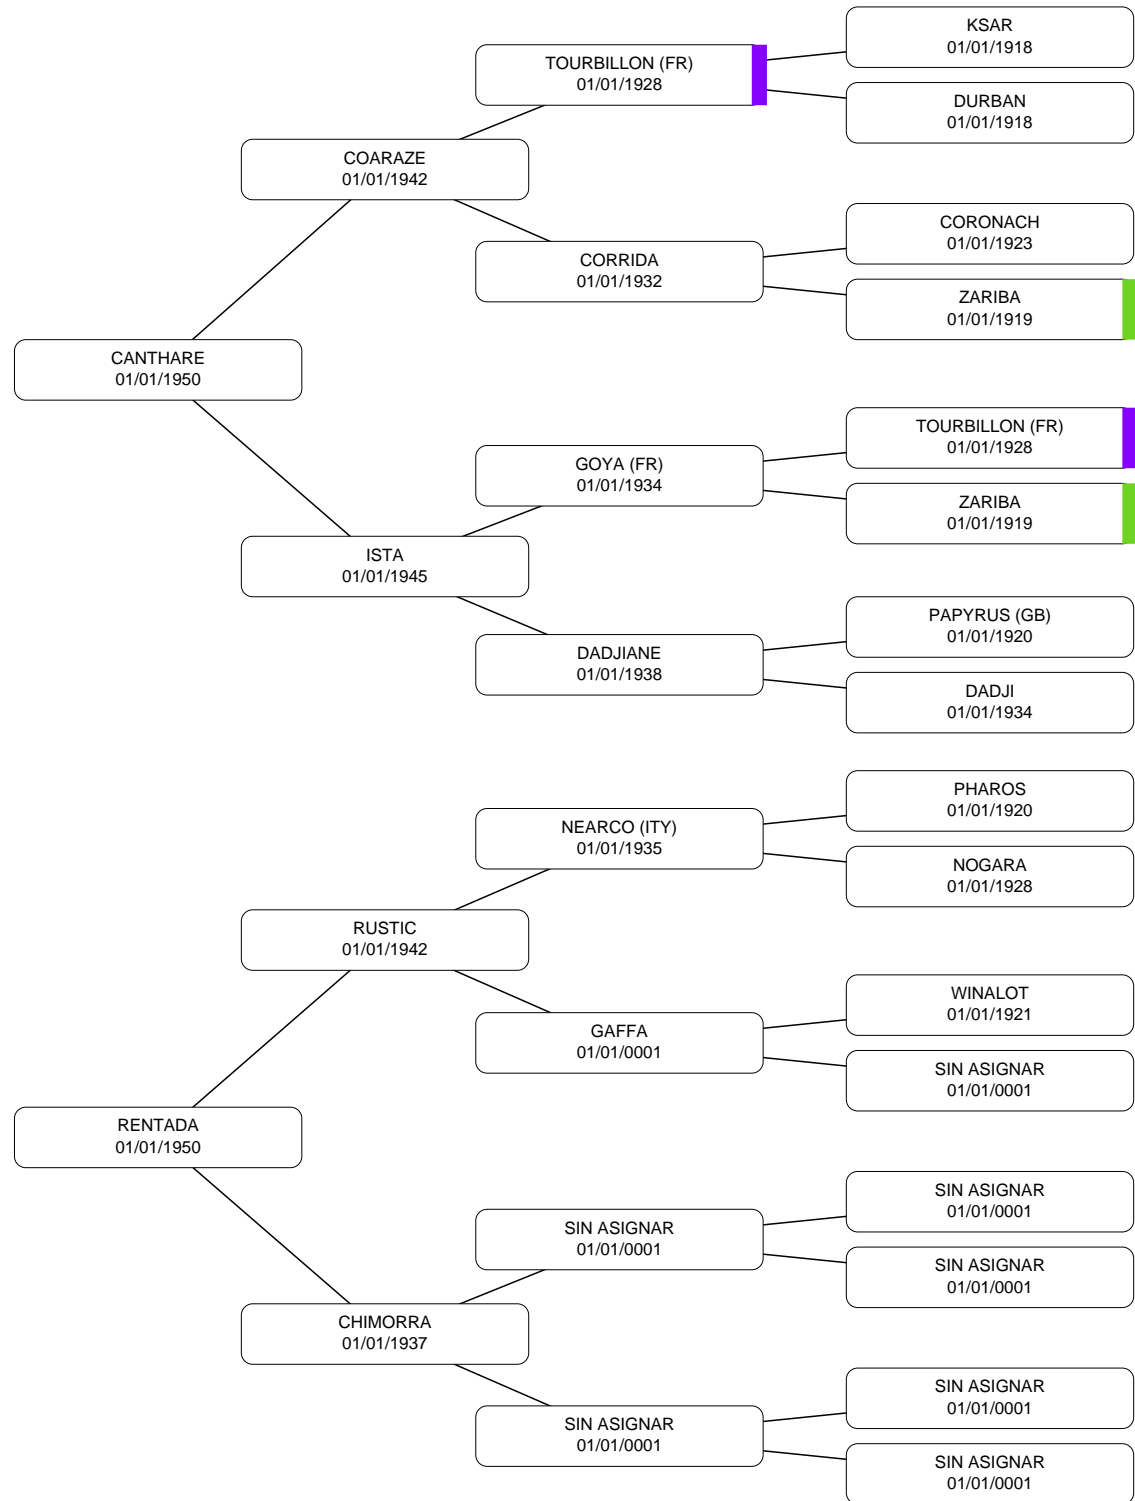 KSAR
01/01/1918
TOURBILLON (FR)
01/01/1928
DURBAN
01/01/1918
COARAZE
01/01/1942
CORONACH
01/01/1923
CORRIDA
01/01/1932
ZARIBA
01/01/1919
CANTHARE
01/01/1950
TOURBILLON (FR)
01/01/1928
GOYA (FR)
01/01/1934
ZARIBA
01/01/1919
ISTA
01/01/1945
PAPYRUS (GB)
01/01/1920
DADJIANE
01/01/1938
DADJI
01/01/1934
PHAROS
01/01/1920
NEARCO (ITY)
01/01/1935
NOGARA
01/01/1928
RUSTIC
01/01/1942
WINALOT
01/01/1921
GAFFA
01/01/0001
SIN ASIGNAR
01/01/0001
RENTADA
01/01/1950
SIN ASIGNAR
01/01/0001
SIN ASIGNAR
01/01/0001
SIN ASIGNAR
01/01/0001
CHIMORRA
01/01/1937
SIN ASIGNAR
01/01/0001
SIN ASIGNAR
01/01/0001
SIN ASIGNAR
01/01/0001